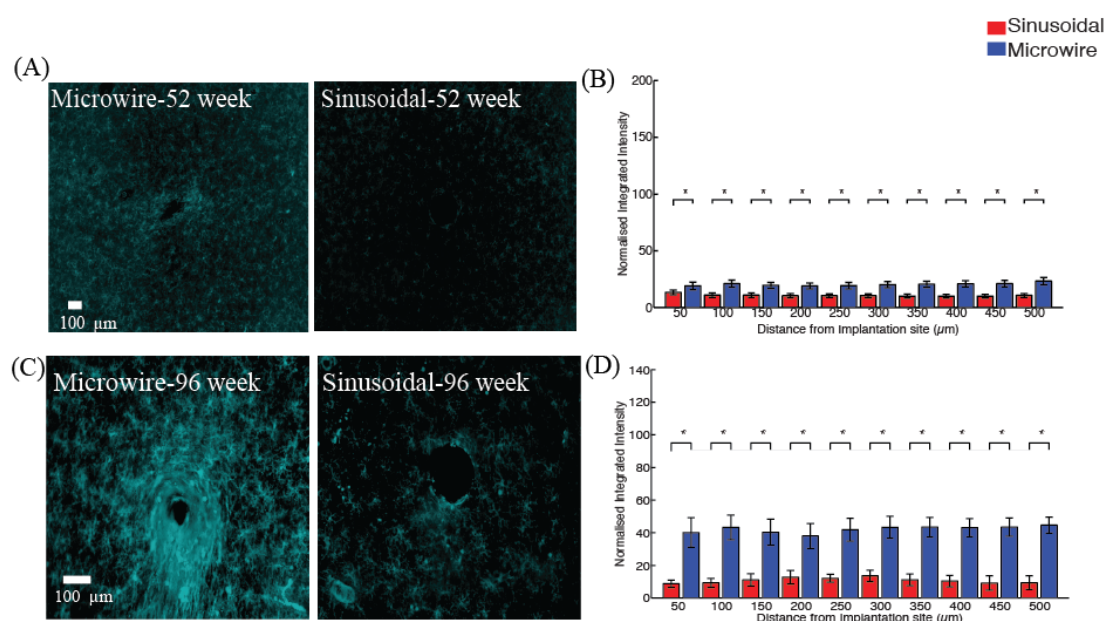 Sinusoidal
Microwire
(A)
Microwire-52 week
Sinusoidal-52 week
100 µm
(B)
200
150
100
50
0
Normalised Integrated Intensity
* * * * * * * * * *
50 100 150 200 250 300 350 400 450 500
Distance from implantation site (µm)
(C)
Microwire-96 week
Sinusoidal-96 week
100 µm
(D)
140
120
100
80
60
40
20
0
Normalised Integrated Intensity
* * * * * * * * * *
50 100 150 200 250 300 350 400 450 500
Distance from implantation site (µm)